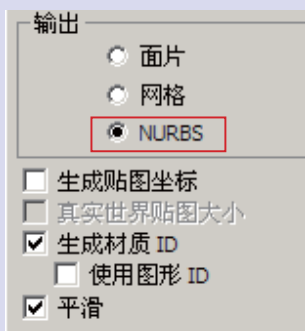 输出
面片
网格
NURBS
生成贴图坐标
真实世界贴图大小
生成材质 ID
使用图形 ID
平滑